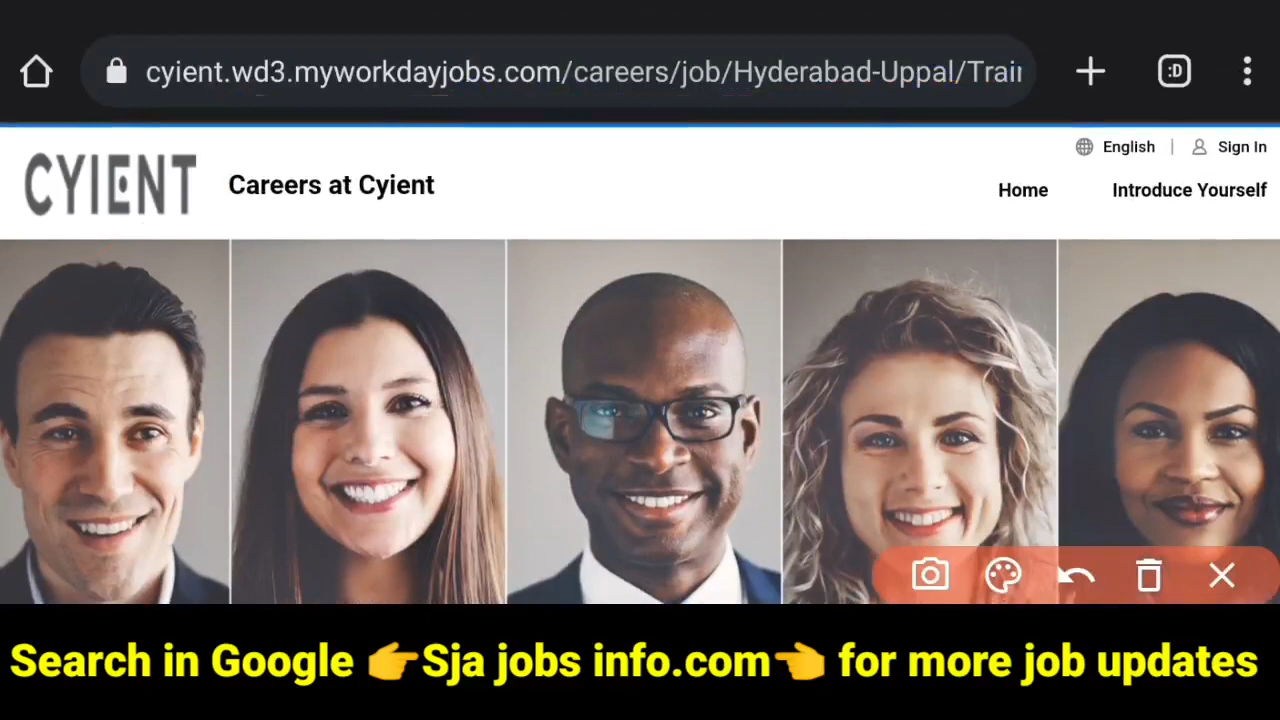 cyient.wd3.myworkdayjobs.com/careers/job/Hyderabad-Uppal/Train
:D
English | Sign In
CYIENT Careers at Cyient
Home Introduce Yourself
Search in Google 👉Sja jobs info.com👈 for more job updates